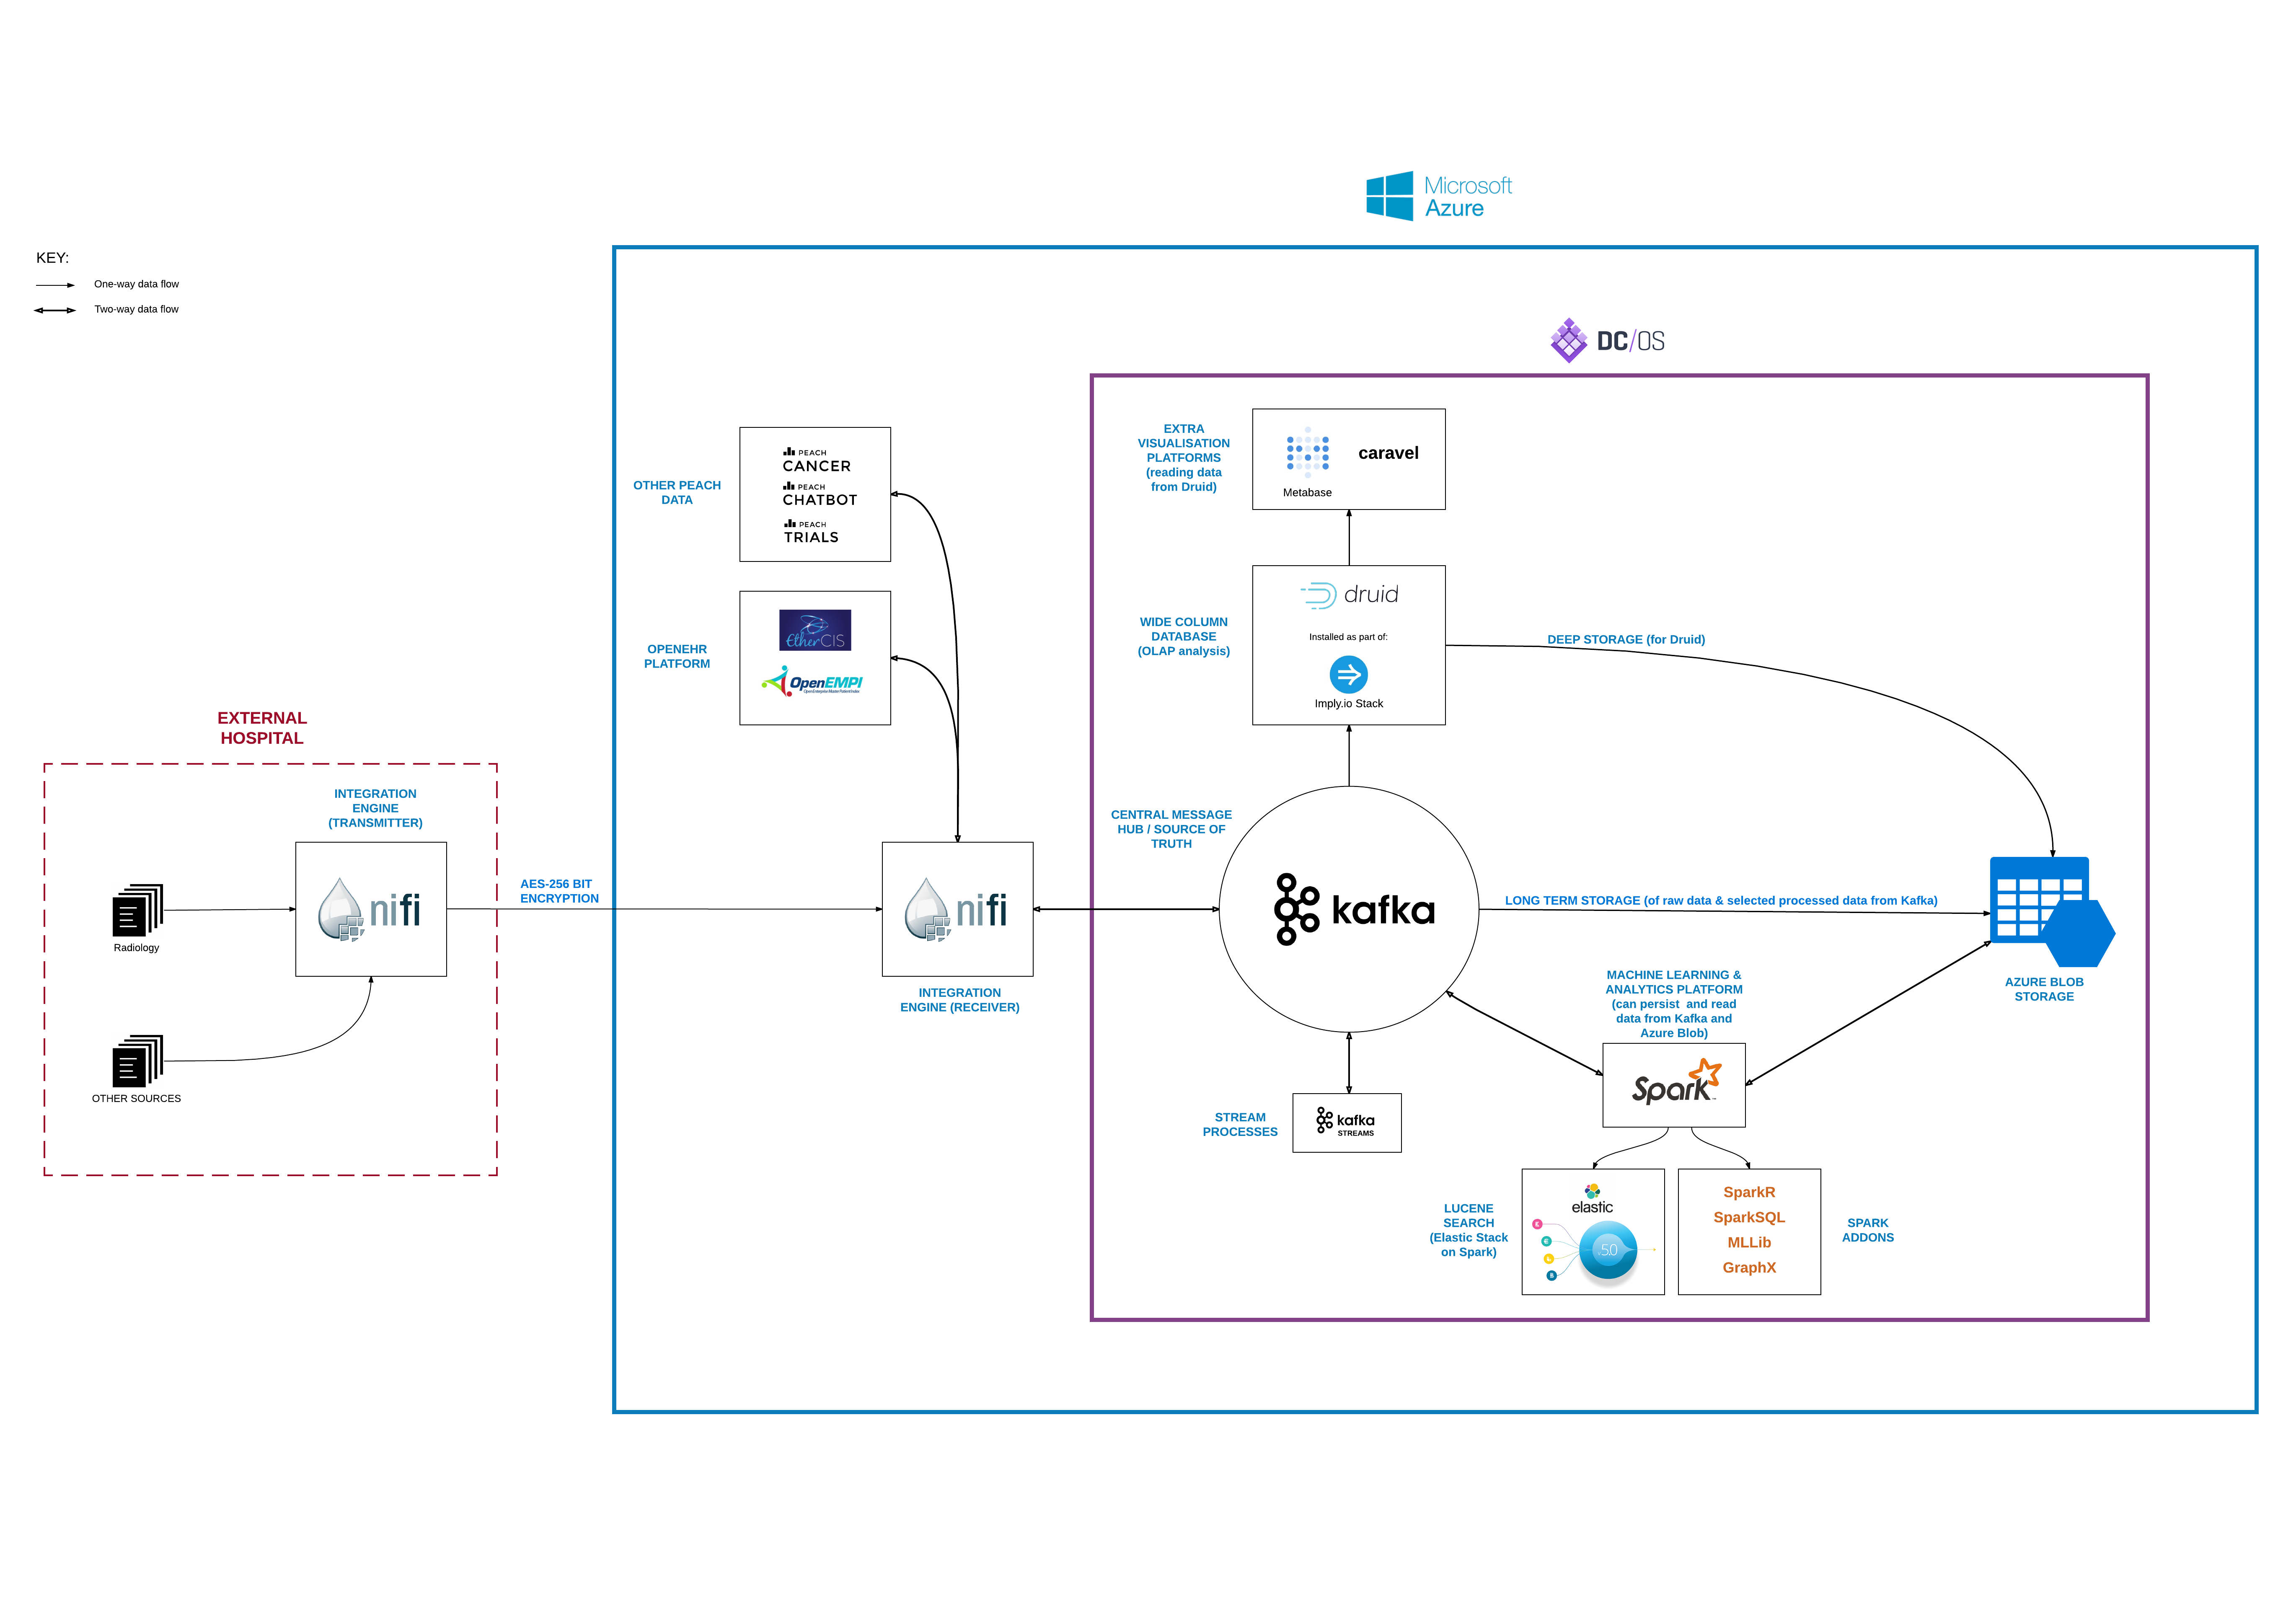 Microsoft
Azure
KEY:
One-way data flow
Two-way data flow
DC/OS
EXTRA
VISUALISATION
PLATFORMS
(reading data
from Druid)
caravel
Metabase
OTHER PEACH
DATA
PEACH
CANCER
PEACH
CHATBOT
PEACH
TRIALS
OPENEHR
PLATFORM
EtherCIS
OpenEMPI
WIDE COLUMN
DATABASE
(OLAP analysis)
druid
Installed as part of:
Imply.io Stack
DEEP STORAGE (for Druid)
EXTERNAL
HOSPITAL
INTEGRATION
ENGINE
(TRANSMITTER)
nifi
Radiology
OTHER SOURCES
AES-256 BIT
ENCRYPTION
nifi
INTEGRATION
ENGINE (RECEIVER)
CENTRAL MESSAGE
HUB / SOURCE OF
TRUTH
kafka
LONG TERM STORAGE (of raw data & selected processed data from Kafka)
AZURE BLOB
STORAGE
MACHINE LEARNING &
ANALYTICS PLATFORM
(can persist and read
data from Kafka and
Azure Blob)
Spark
STREAM
PROCESSES
kafka
STREAMS
LUCENE
SEARCH
(Elastic Stack
on Spark)
elastic
5.0
SparkR
SparkSQL
MLLib
GraphX
SPARK
ADDONS